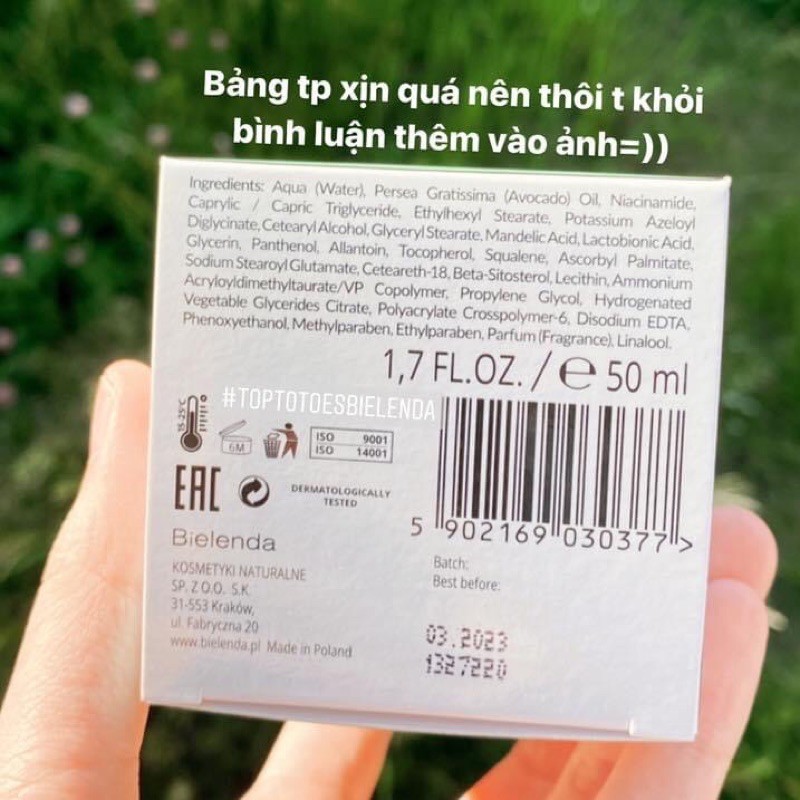 Bảng tp xịn quá nên thôi t khỏi
bình luận thêm vào ảnh=))
Ingredients: Aqua (Water), Persea Gratissima (Avocado) Oil, Niacinamide,
Caprylic / Capric Triglyceride, Ethylhexyl Stearate, Potassium Azeloyl
Diglycinate, Cetearyl Alcohol, Glyceryl Stearate, Mandelic Acid, Lactobionic Acid,
Glycerin, Panthenol, Allantoin, Tocopherol, Squalene, Ascorbyl Palmitate,
Sodium Stearoyl Glutamate, Ceteareth-18, Beta-Sitosterol, Lecithin, Ammonium
Acryloyldimethyltaurate/VP Copolymer, Propylene Glycol, Hydrogenated
Vegetable Glycerides Citrate, Polyacrylate Crosspolymer-6, Disodium EDTA,
Phenoxyethanol, Methylparaben, Ethylparaben, Parfum (Fragrance), Linalool.
1,7 FL.OZ. / ℮ 50 ml
#TOPTOTOESBIELENDA
15-25°C
6M
ISO 9001
ISO 14001
EAC
DERMATOLOGICALLY
TESTED
5 902169 030377 >
Bielenda
KOSMETYKI NATURALNE
SP. Z O.O. S.K.
31-553 Kraków,
ul. Fabryczna 20
www.bielenda.pl Made in Poland
Batch:
Best before:
03.2023
1327220